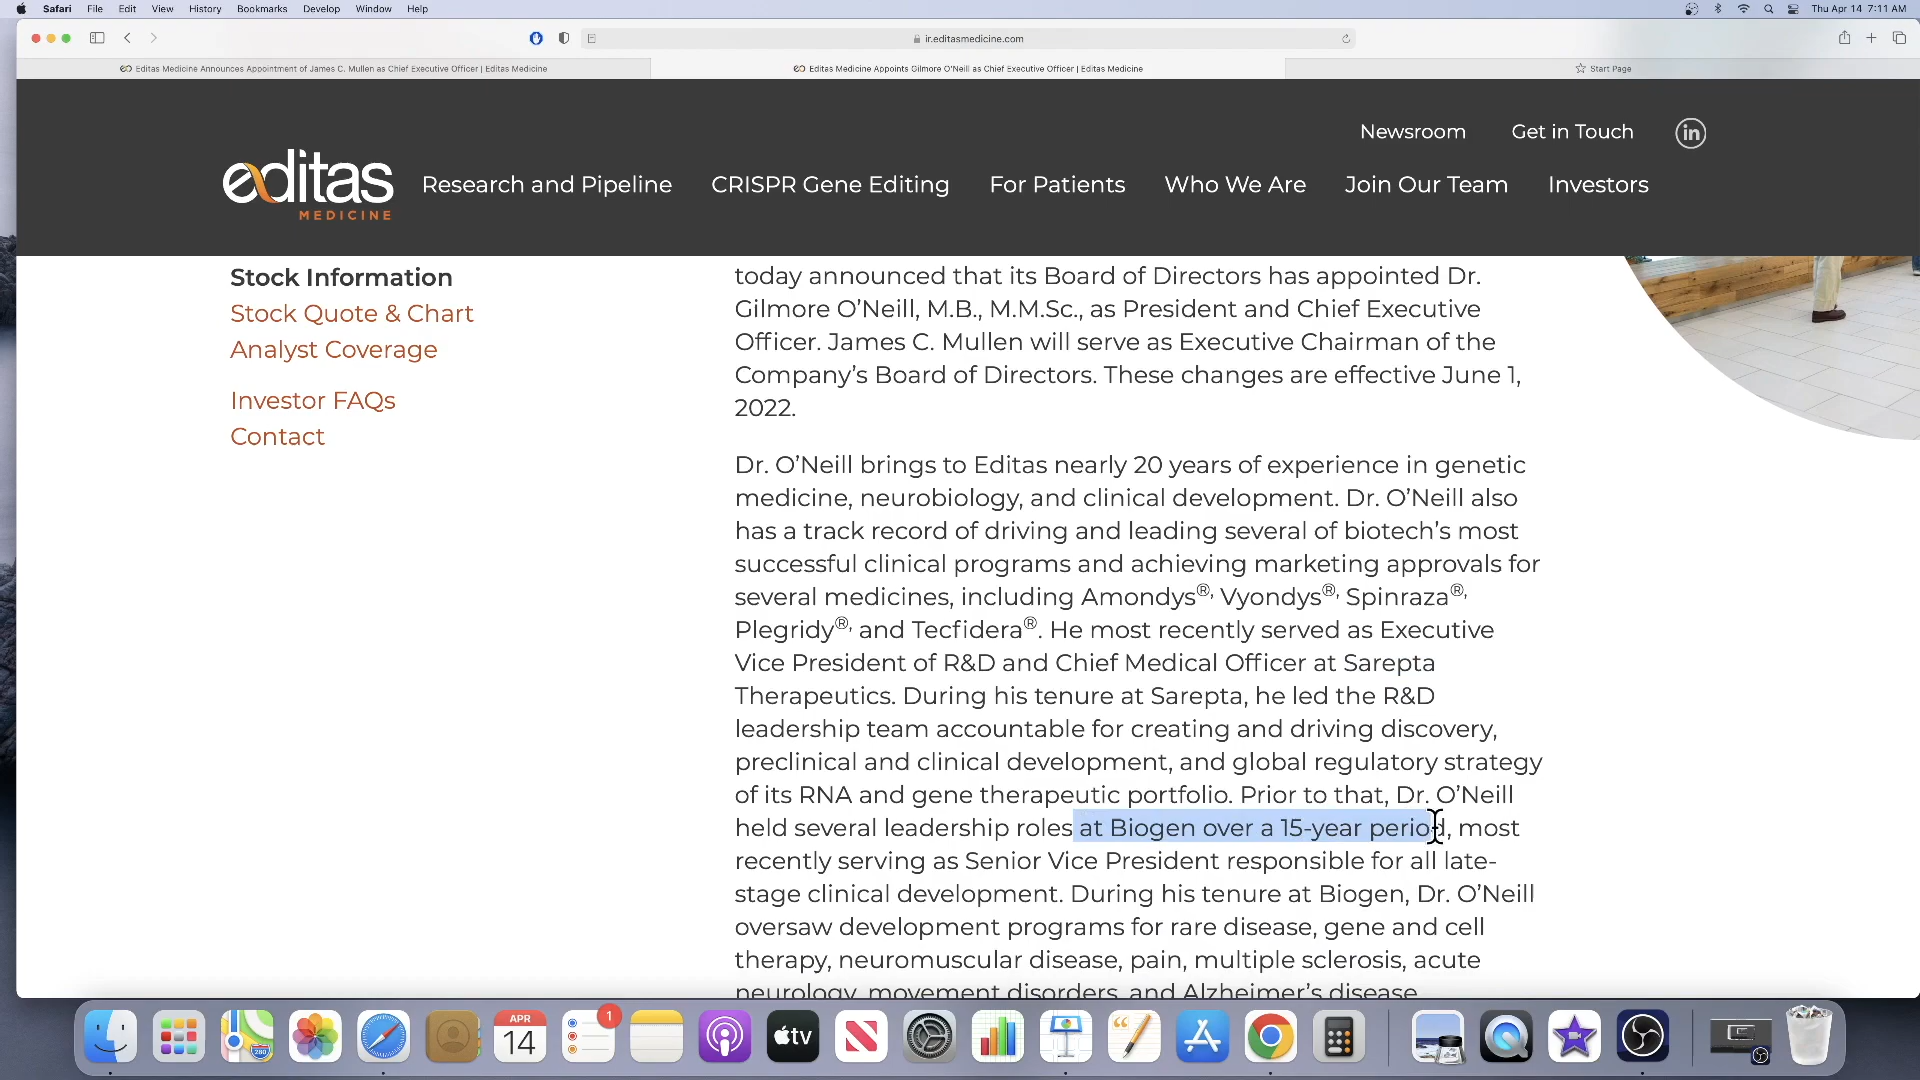 Safari File Edit View History Bookmarks Develop Window Help
Thu Apr 14 7:11 AM
ir.editasmedicine.com
Editas Medicine Announces Appointment of James C. Mullen as Chief Executive Officer | Editas Medicine
Editas Medicine Appoints Gilmore O'Neill as Chief Executive Officer | Editas Medicine
Start Page
Newsroom Get in Touch in
editas
MEDICINE
Research and Pipeline CRISPR Gene Editing For Patients Who We Are Join Our Team Investors
Stock Information
Stock Quote & Chart
Analyst Coverage
Investor FAQs
Contact
today announced that its Board of Directors has appointed Dr.
Gilmore O’Neill, M.B., M.M.Sc., as President and Chief Executive
Officer. James C. Mullen will serve as Executive Chairman of the
Company’s Board of Directors. These changes are effective June 1,
2022.
Dr. O’Neill brings to Editas nearly 20 years of experience in genetic
medicine, neurobiology, and clinical development. Dr. O’Neill also
has a track record of driving and leading several of biotech’s most
successful clinical programs and achieving marketing approvals for
several medicines, including Amondys®, Vyondys®, Spinraza®,
Plegridy®, and Tecfidera®. He most recently served as Executive
Vice President of R&D and Chief Medical Officer at Sarepta
Therapeutics. During his tenure at Sarepta, he led the R&D
leadership team accountable for creating and driving discovery,
preclinical and clinical development, and global regulatory strategy
of its RNA and gene therapeutic portfolio. Prior to that, Dr. O’Neill
held several leadership roles at Biogen over a 15-year period, most
recently serving as Senior Vice President responsible for all late-
stage clinical development. During his tenure at Biogen, Dr. O’Neill
oversaw development programs for rare disease, gene and cell
therapy, neuromuscular disease, pain, multiple sclerosis, acute
neurology, movement disorders, and Alzheimer’s disease
280
APR
14
1
tv